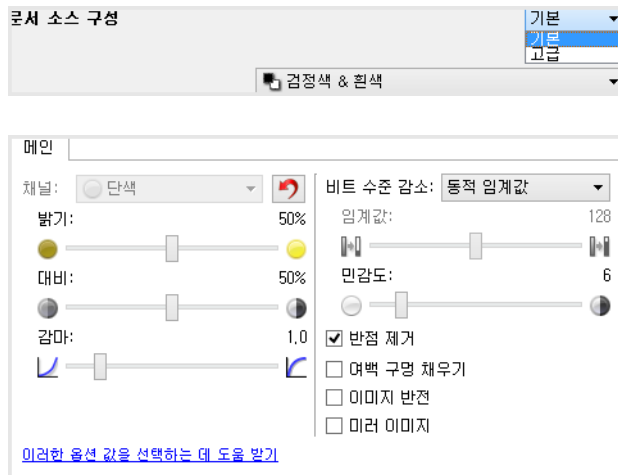 문서 소스 구성
기본
기본
고급
검정색 & 흰색
메인
채널: 단색
밝기: 50%
대비: 50%
감마: 1,0
비트 수준 감소: 동적 임계값
임계값: 128
민감도: 6
반점 제거
여백 구멍 채우기
이미지 반전
미러 이미지
이러한 옵션 값을 선택하는 데 도움 받기